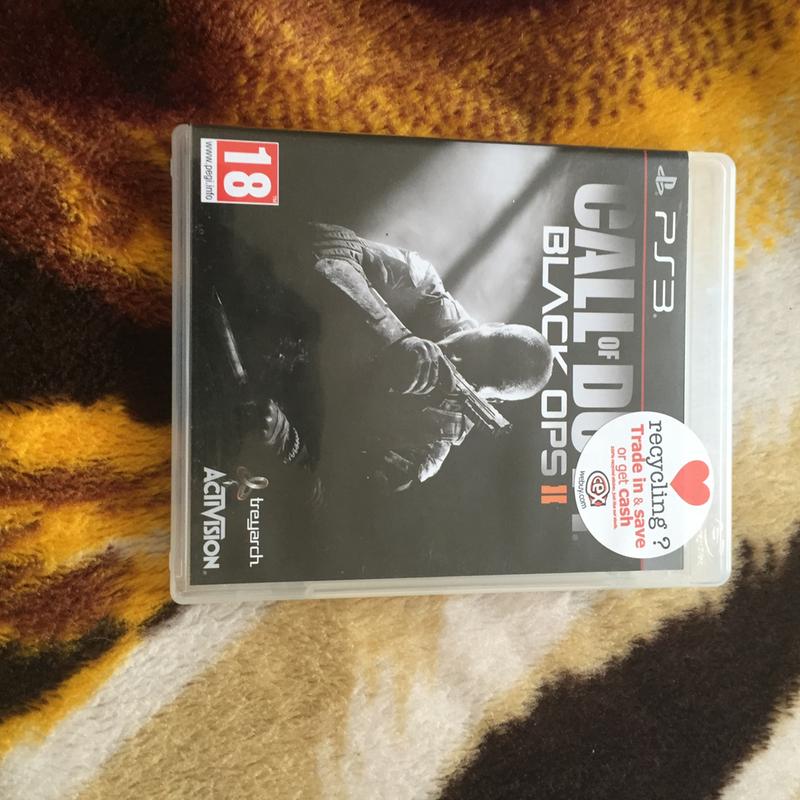 PS3
CALL OF DU
BLACK OPS II
recycling ?
Trade in & save
or get cash
cex
webuy.com
18
www.pegi.info
treyarch
ACTIVISION